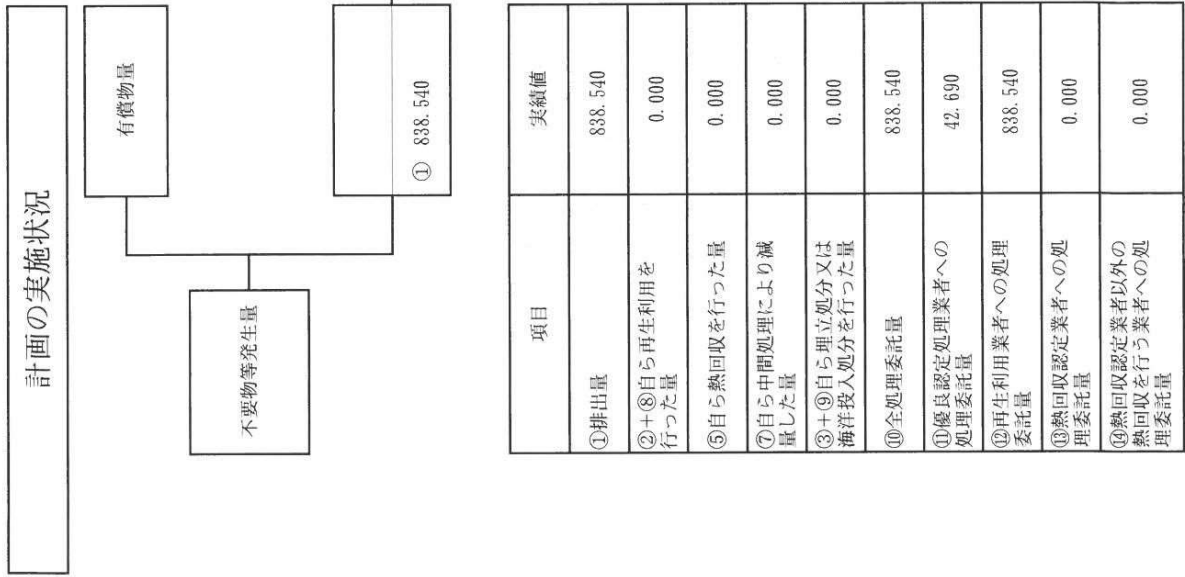 計画の実施状況
有償物量
不要物等発生量
① 838.540
項目
実績値
①排出量
838.540
②+⑧自ら再生利用を
行った量
0.000
⑤自ら熱回収を行った量
0.000
⑦自ら中間処理により減
量した量
0.000
③+⑨自ら埋立処分又は
海洋投入処分を行った量
0.000
⑩全処理委託量
838.540
⑪優良認定処理業者への
処理委託量
42.690
⑫再生利用業者への処理
委託量
838.540
⑬熱回収認定業者への処
理委託量
0.000
⑭熱回収認定業者以外の
熱回収を行う業者への処
理委託量
0.000